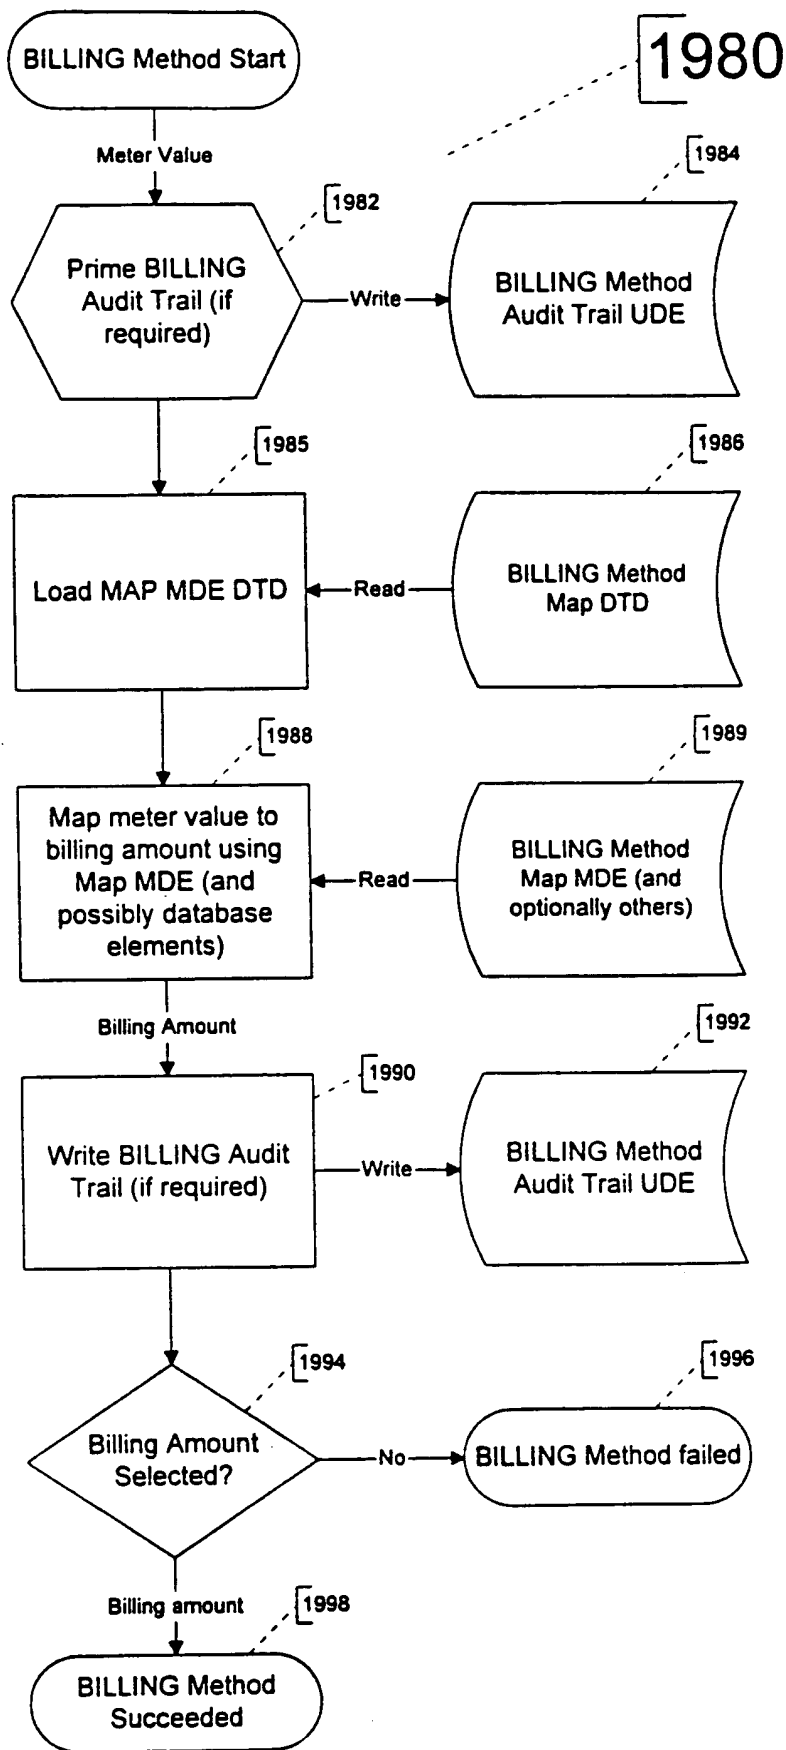 BILLING Method Start
1980
Meter Value
1984
1982
Prime BILLING
Audit Trail (if
required)
Write
BILLING Method
Audit Trail UDE
1985
1986
Load MAP MDE DTD
Read
BILLING Method
Map DTD
1988
1989
Map meter value to
billing amount using
Map MDE (and
possibly database
elements)
Read
BILLING Method
Map MDE (and
optionally others)
Billing Amount
1992
1990
Write BILLING Audit
Trail (if required)
Write
BILLING Method
Audit Trail UDE
1994
1996
Billing Amount
Selected?
No
BILLING Method failed
Billing amount
1998
BILLING Method
Succeeded